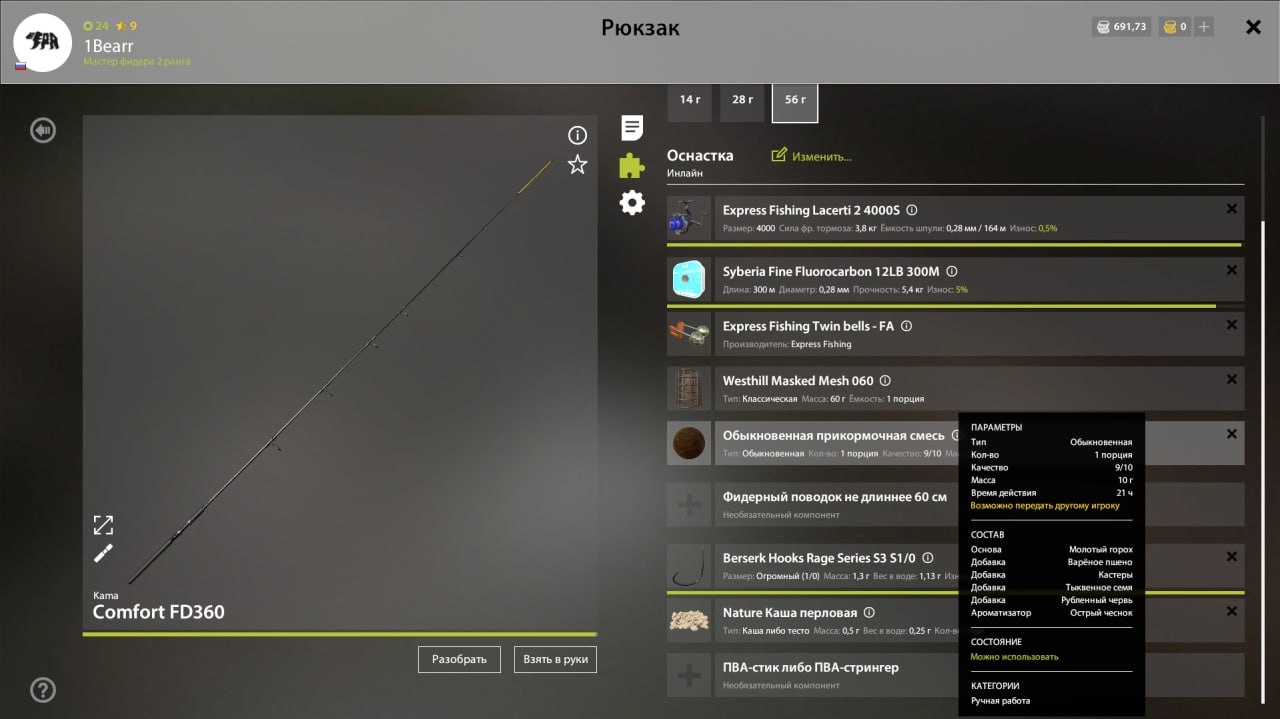 24 9
1Bearr
Мастер фидера 2 ранга
Рюкзак
691,73
0
14 г
28 г
56 г
Оснастка
Изменить...
Инлайн
Express Fishing Lacerti 2 4000S
Размер: 4000 Сила фр. тормоза: 3,8 кг Ёмкость шпули: 0,28 мм / 164 м Износ: 0,5%
Syberia Fine Fluorocarbon 12LB 300M
Длина: 300 м Диаметр: 0,28 мм Прочность: 5,4 кг Износ: 5%
Express Fishing Twin bells - FA
Производитель: Express Fishing
Westhill Masked Mesh 060
Тип: Классическая Масса: 60 г Ёмкость: 1 порция
Обыкновенная прикормочная смесь
Тип: Обыкновенная Кол-во: 1 порция Качество: 9/10
Фидерный поводок не длиннее 60 см
Необязательный компонент
Berserk Hooks Rage Series S3 S1/0
Размер: Огромный (1/0) Масса: 1,3 г Вес в воде: 1,13 г
Nature Каша перловая
Тип: Каша либо тесто Масса: 0,5 г Вес в воде: 0,25 г
ПВА-стик либо ПВА-стрингер
Необязательный компонент
ПАРАМЕТРЫ
Тип Обыкновенная
Кол-во 1 порция
Качество 9/10
Масса 10 г
Время действия 21 ч
Возможно передать другому игроку
СОСТАВ
Основа Молотый горох
Добавка Варёное пшено
Добавка Кастеры
Добавка Тыквенное семя
Добавка Рубленный червь
Ароматизатор Острый чеснок
СОСТОЯНИЕ
Можно использовать
КАТЕГОРИИ
Ручная работа
Kama
Comfort FD360
Разобрать
Взять в руки